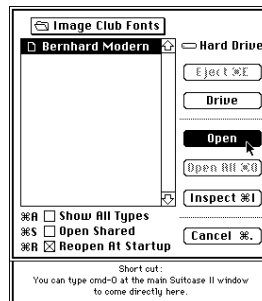 Image Club Fonts
Bernhard Modern
Hard Drive
Eject ⌘E
Drive
Open
Open All ⌘O
Inspect ⌘I
Cancel ⌘.
⌘A Show All Types
⌘S Open Shared
⌘R Reopen At Startup
Short cut:
You can type cmd-O at the main Suitcase II window
to come directly here.